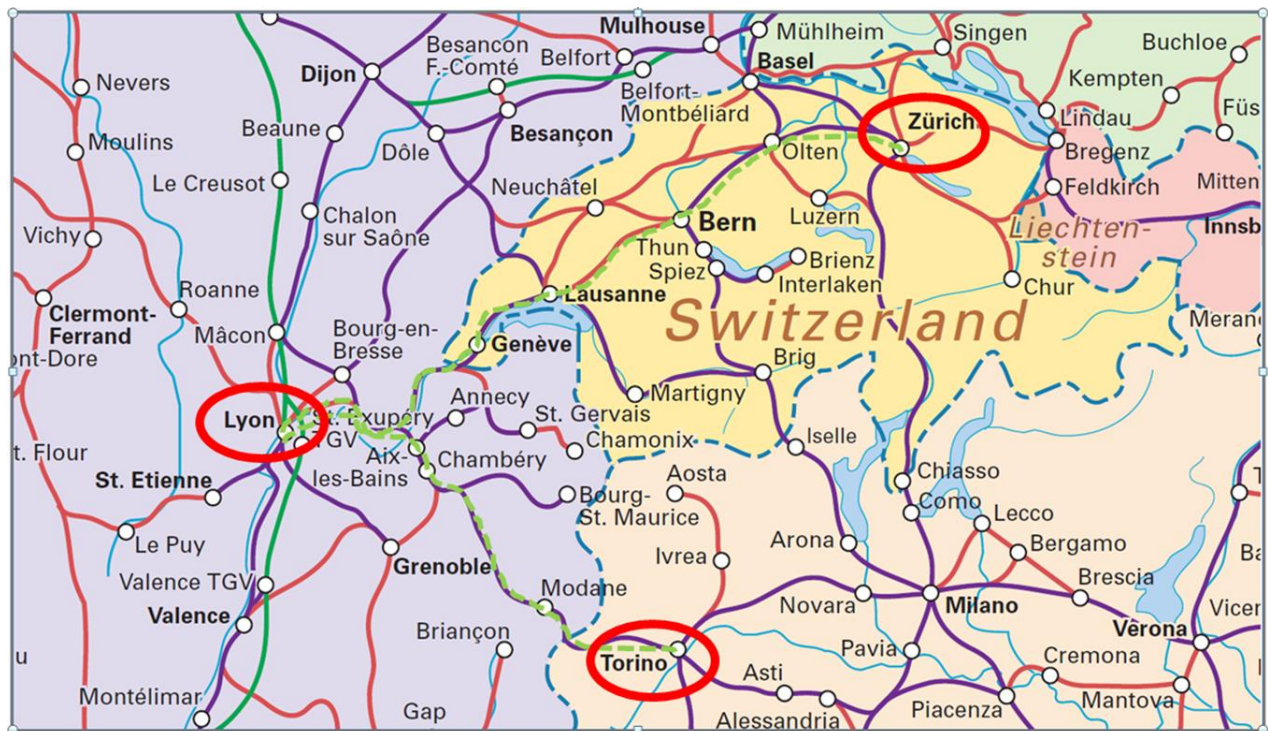 Mulhouse
Mühlheim
Singen
Buchloe
Besancon
F.-Comté
Belfort
Dijon
Basel
Kempten
Nevers
Belfort-
Montbéliard
Füs
Lindau
Zürich
Beaune
Besançon
Moulins
Dôle
Olten
Bregenz
Le Creusot
Neuchâtel
Feldkirch
Mitten
Luzern
Chalon
sur Saône
Bern
Liechten-
stein
Innsb
Vichy
Thun
Spiez
Brienz
Interlaken
Chur
Roanne
Lausanne
Switzerland
Clermont-
Ferrand
Mâcon
Bourg-en-
Bresse
Genève
Meran
ont-Dore
Brig
Martigny
Annecy
Lyon
St. Exupéry
TGV
St. Gervais
Chamonix
Iselle
t. Flour
Aix-
les-Bains
Chambéry
Aosta
Chiasso
St. Etienne
Bourg-
St. Maurice
Como
Lecco
Le Puy
Ivrea
Arona
Bergamo
Grenoble
Valence TGV
Modane
Brescia
Novara
Milano
Valence
Briançon
Vicer
Verona
Torino
Pavia
u
Cremona
Asti
Montélimar
Mantova
Gap
Alessandria
Piacenza